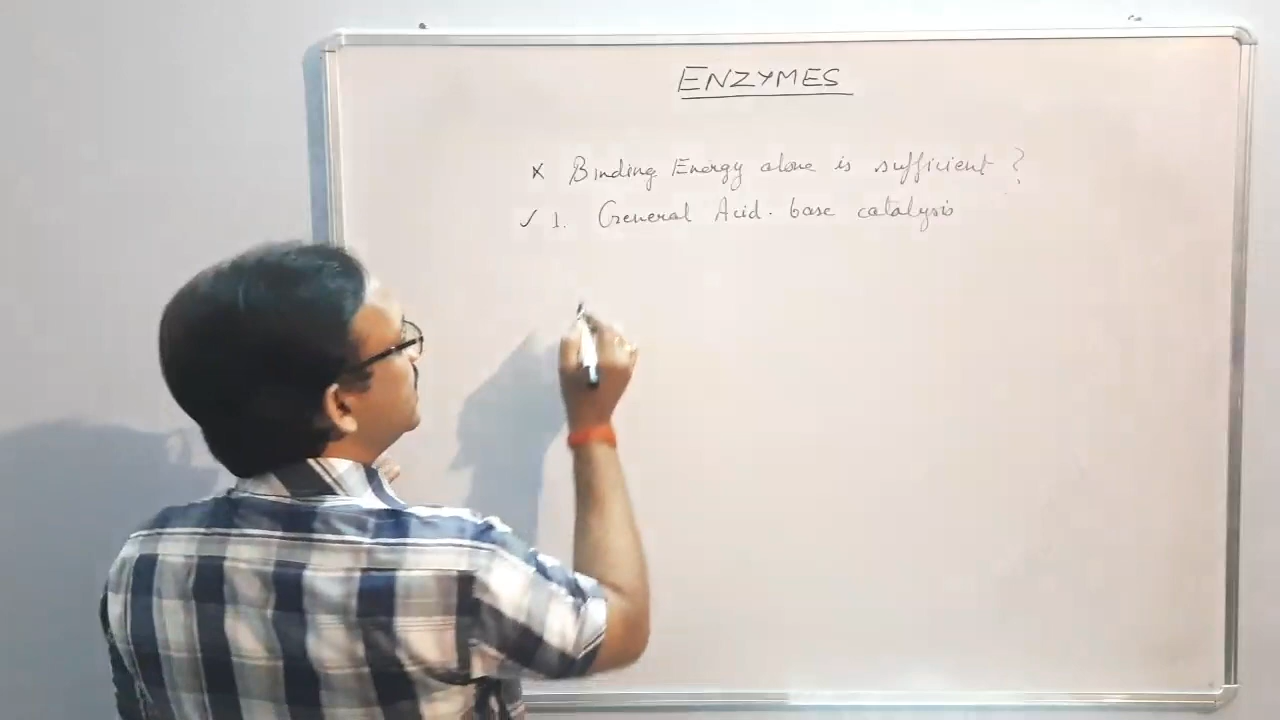 ENZYMES
× Binding Energy alone is sufficient ?
✓ 1. General Acid. base catalysis